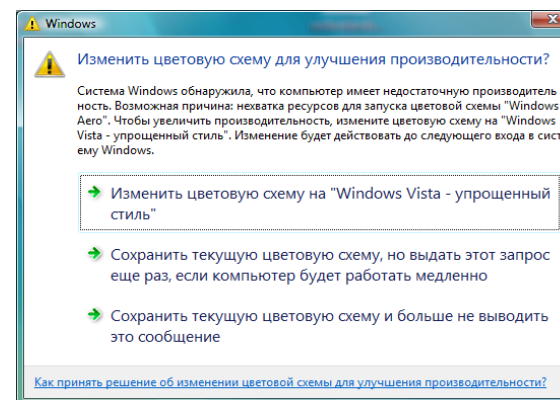 Windows
Изменить цветовую схему для улучшения производительности?
Система Windows обнаружила, что компьютер имеет недостаточную производитель
ность. Возможная причина: нехватка ресурсов для запуска цветовой схемы "Windows
Aero". Чтобы увеличить производительность, измените цветовую схему на "Windows
Vista - упрощенный стиль". Изменение будет действовать до следующего входа в сист
ему Windows.
Изменить цветовую схему на "Windows Vista - упрощенный
стиль"
Сохранить текущую цветовую схему, но выдать этот запрос
еще раз, если компьютер будет работать медленно
Сохранить текущую цветовую схему и больше не выводить
это сообщение
Как принять решение об изменении цветовой схемы для улучшения производительности?